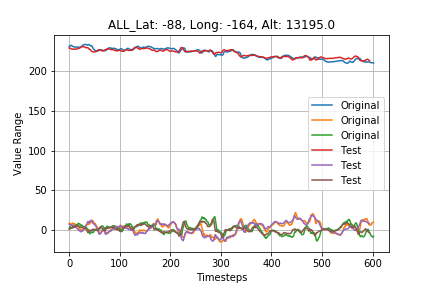 ALL_Lat: -88, Long: -164, Alt: 13195.0
Value Range
200
150
100
50
0
Original
Original
Original
Test
Test
Test
0 100 200 300 400 500 600
Timesteps